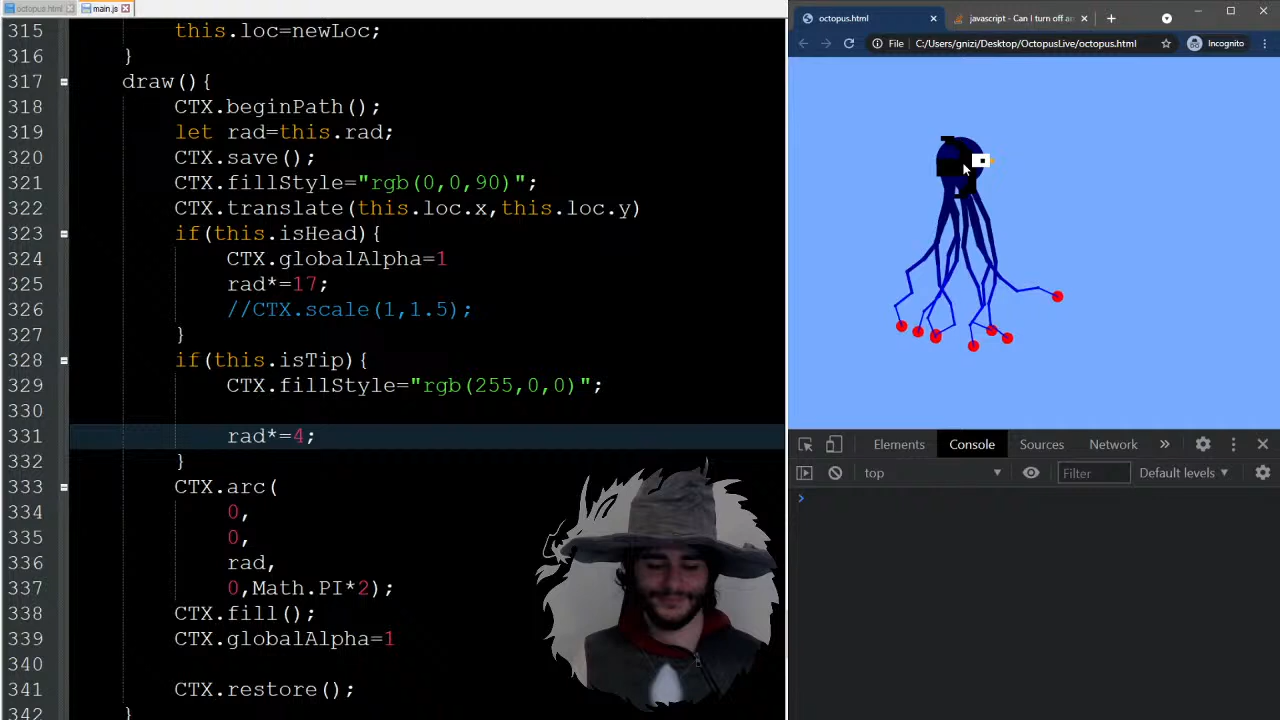 octopus.html
main.js
octopus.html
javascript - Can I turn off an
File
C:/Users/gnizi/Desktop/OctopusLive/octopus.html
Incognito
315 this.loc=newLoc;
316 }
317 draw(){
318 CTX.beginPath();
319 let rad=this.rad;
320 CTX.save();
321 CTX.fillStyle="rgb(0,0,90)";
322 CTX.translate(this.loc.x,this.loc.y)
323 if(this.isHead){
324 CTX.globalAlpha=1
325 rad*=17;
326 //CTX.scale(1,1.5);
327 }
328 if(this.isTip){
329 CTX.fillStyle="rgb(255,0,0)";
330
331 rad*=4;
332 }
333 CTX.arc(
334 0,
335 0,
336 rad,
337 0,Math.PI*2);
338 CTX.fill();
339 CTX.globalAlpha=1
340
341 CTX.restore();
342 }
Elements
Console
Sources
Network
top
Filter
Default levels